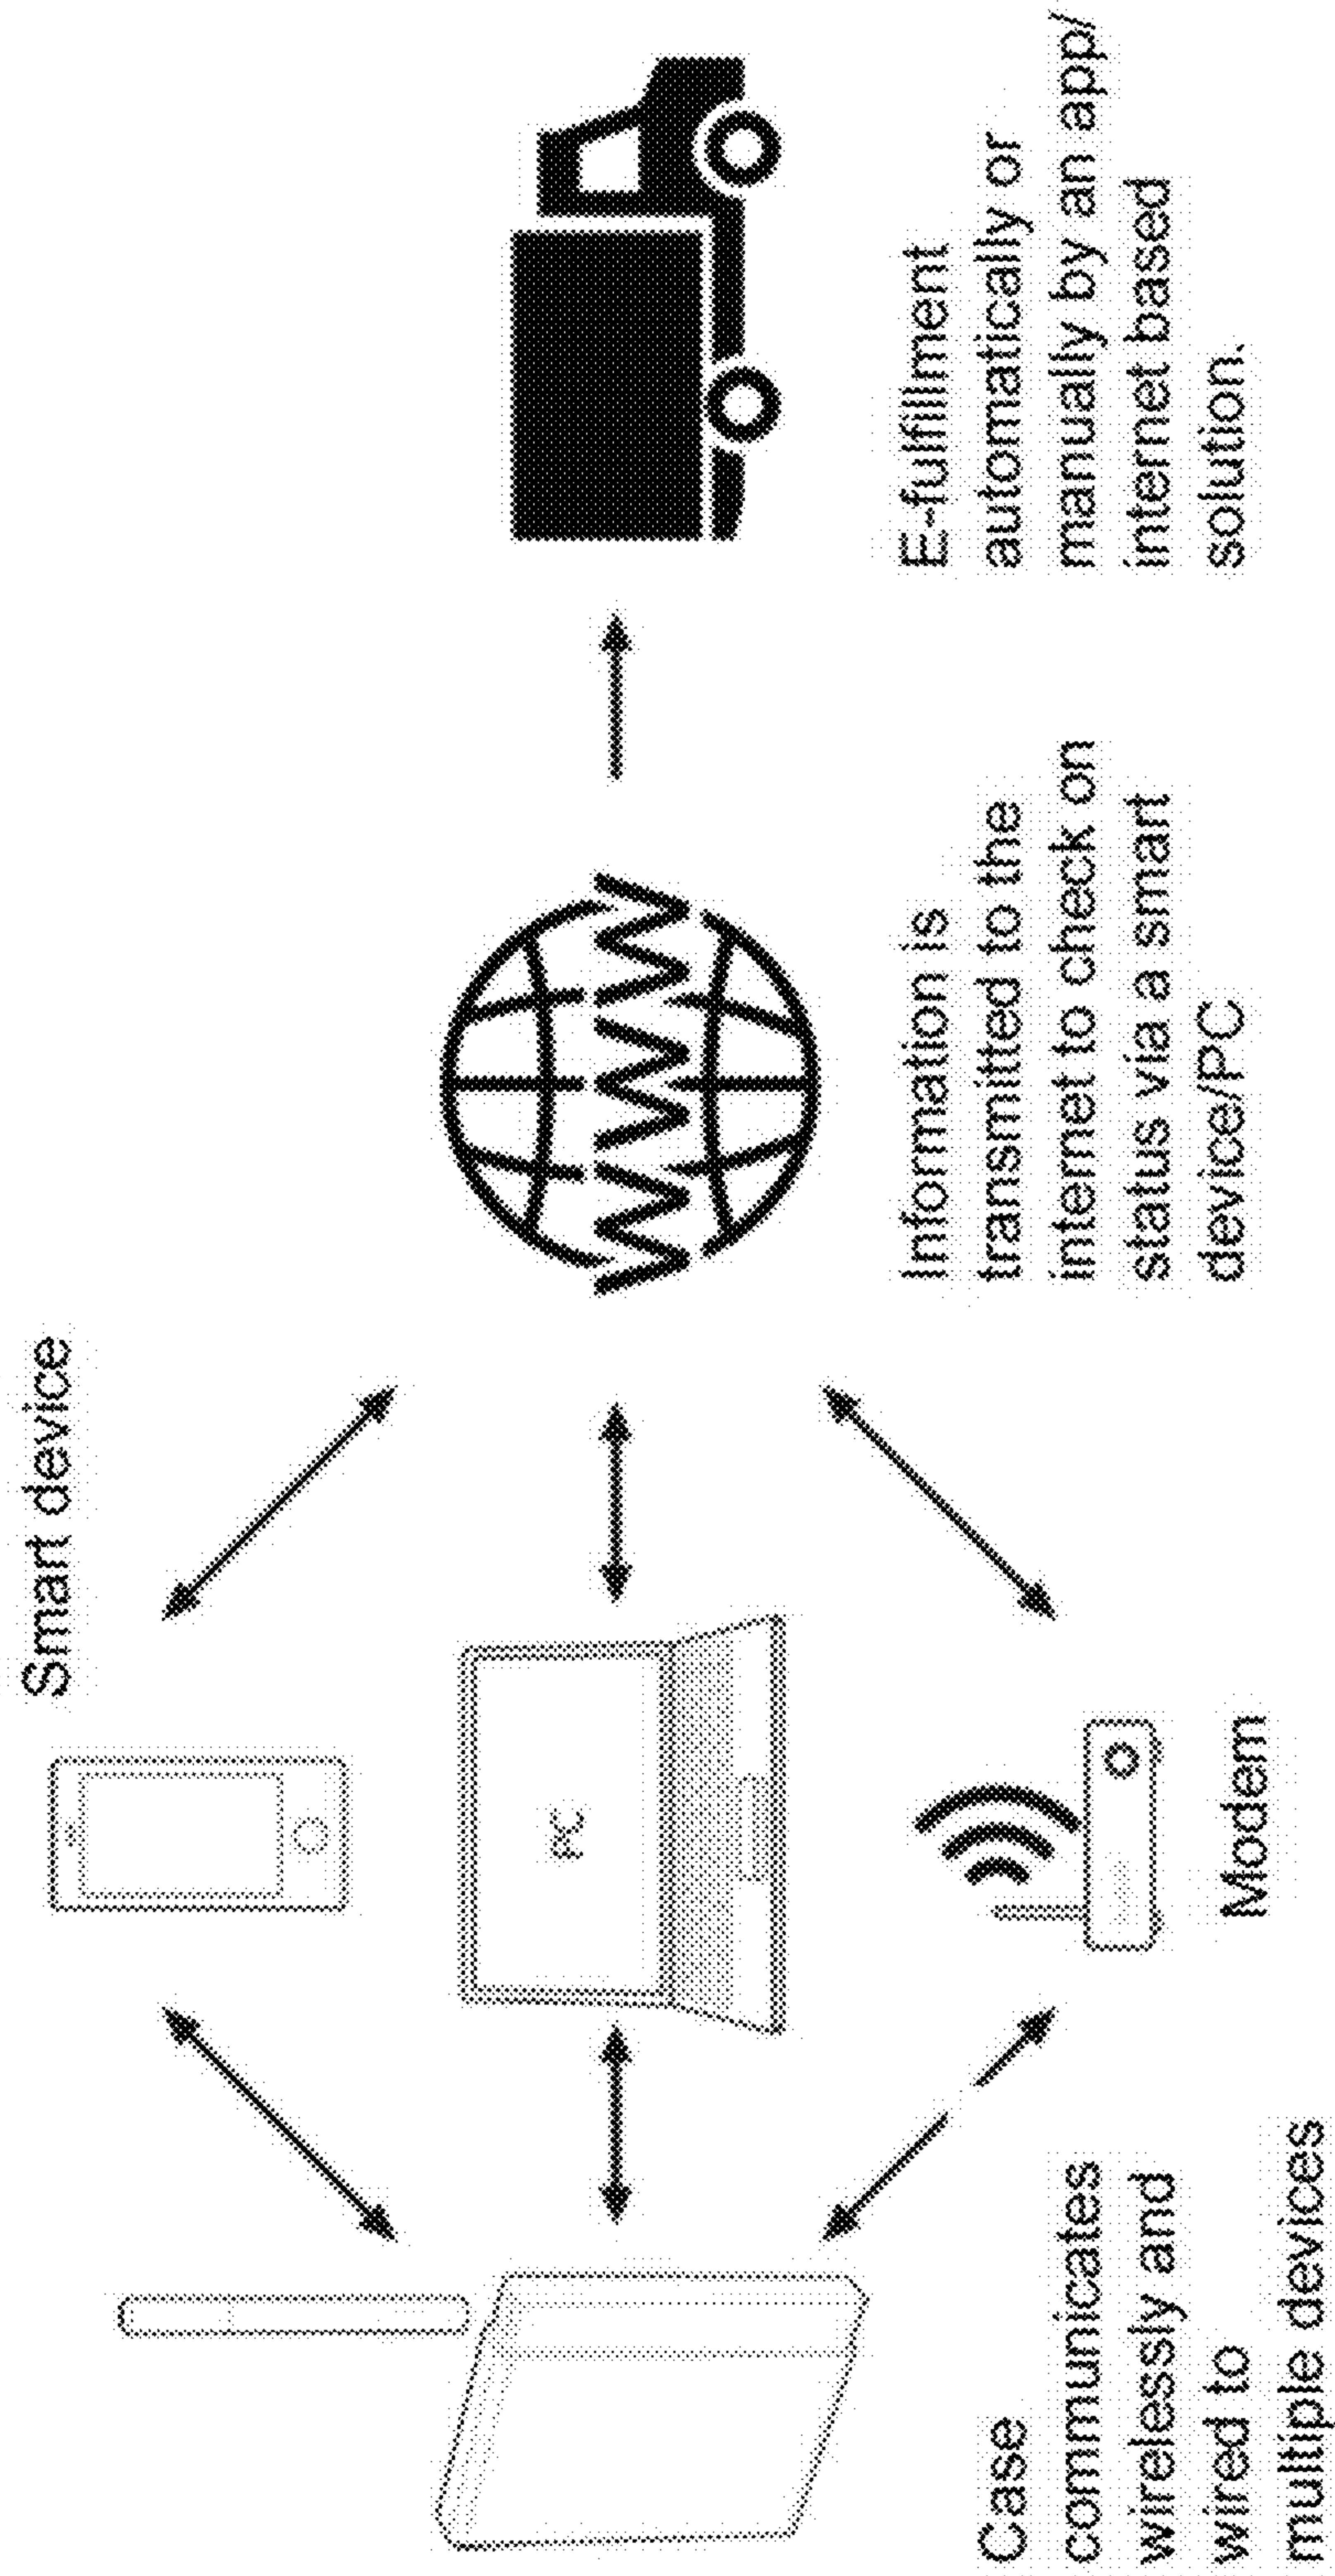 Smart device
PC
Modem
WWW
Case
communicates
wirelessly and
wired to
multiple devices
Information is
transmitted to the
internet to check on
status via a smart
device/PC
E-fulfillment
automatically or
manually by an app/
internet based
solution.